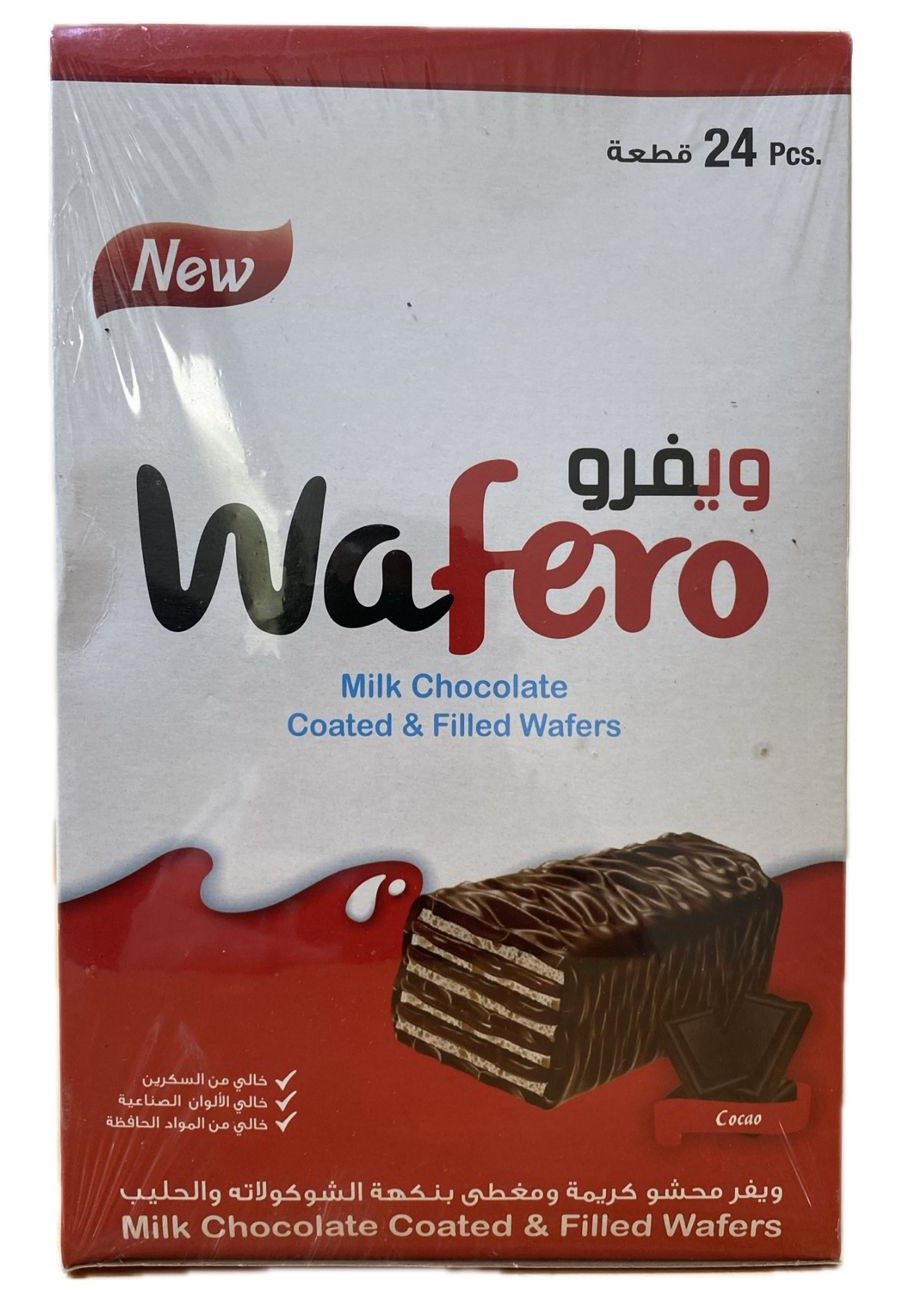 قطعة 24 Pcs.
New
ويفرو
Wafero
Milk Chocolate
Coated & Filled Wafers
خالي من السكرين
خالي الألوان الصناعية
خالي من المواد الحافظة
Cocao
ويفر محشو كريمة ومغطى بنكهة الشوكولاته والحليب
Milk Chocolate Coated & Filled Wafers